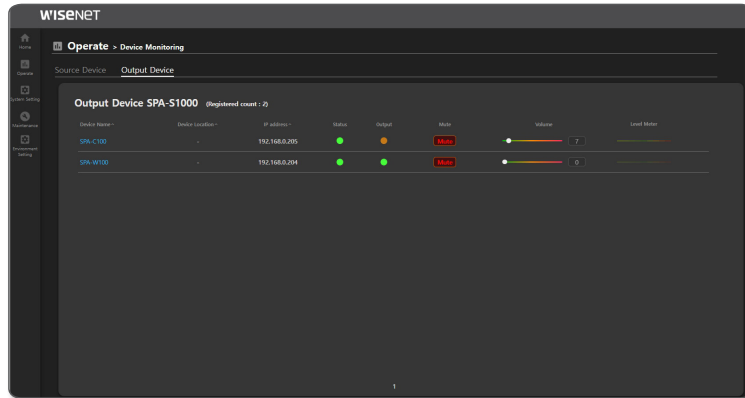 WISENET
Home
Operate
System Setting
Maintenance
Environment
Setting
Operate > Device Monitoring
Source Device Output Device
Output Device SPA-S1000 (Registered count : 2)
Device Name Device Location IP address Status Output Mute Volume Level Meter
SPA-C100 - 192.168.0.205 Mute 7
SPA-W100 - 192.168.0.204 Mute 0
1